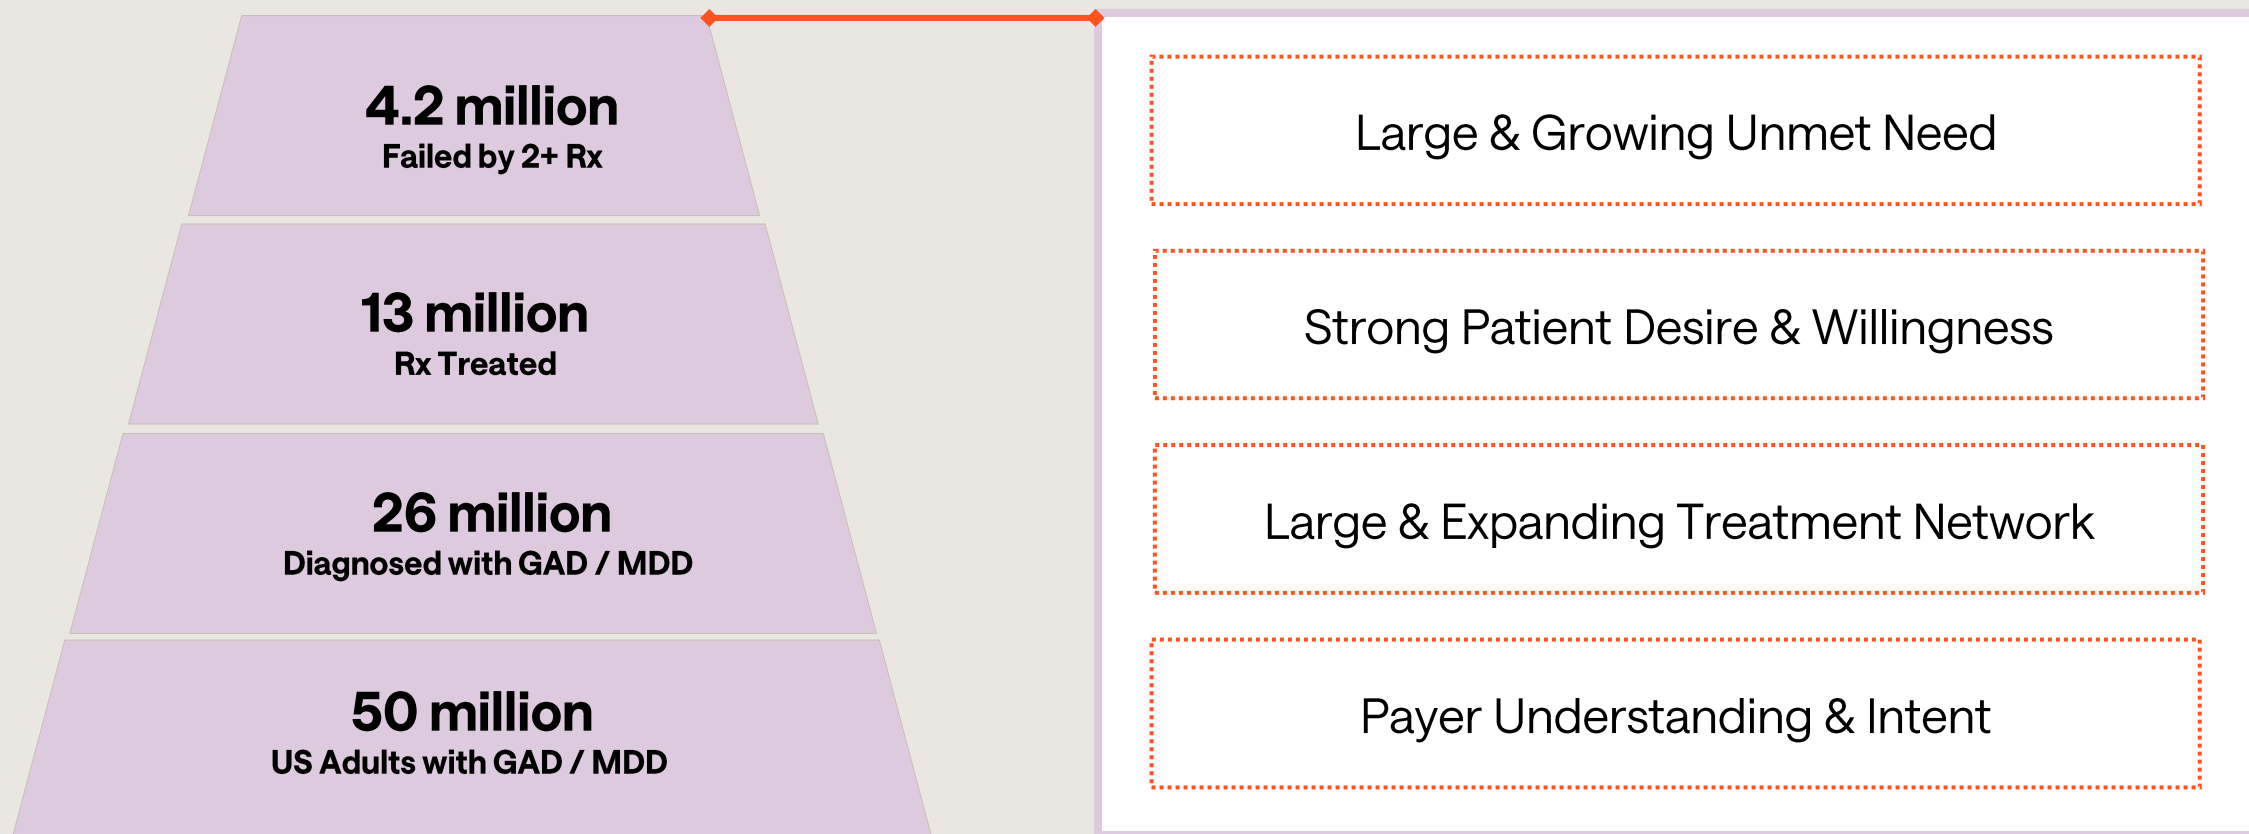 4.2 million
Failed by 2+ Rx
13 million
Rx Treated
26 million
Diagnosed with GAD / MDD
50 million
US Adults with GAD / MDD
Large & Growing Unmet Need
Strong Patient Desire & Willingness
Large & Expanding Treatment Network
Payer Understanding & Intent